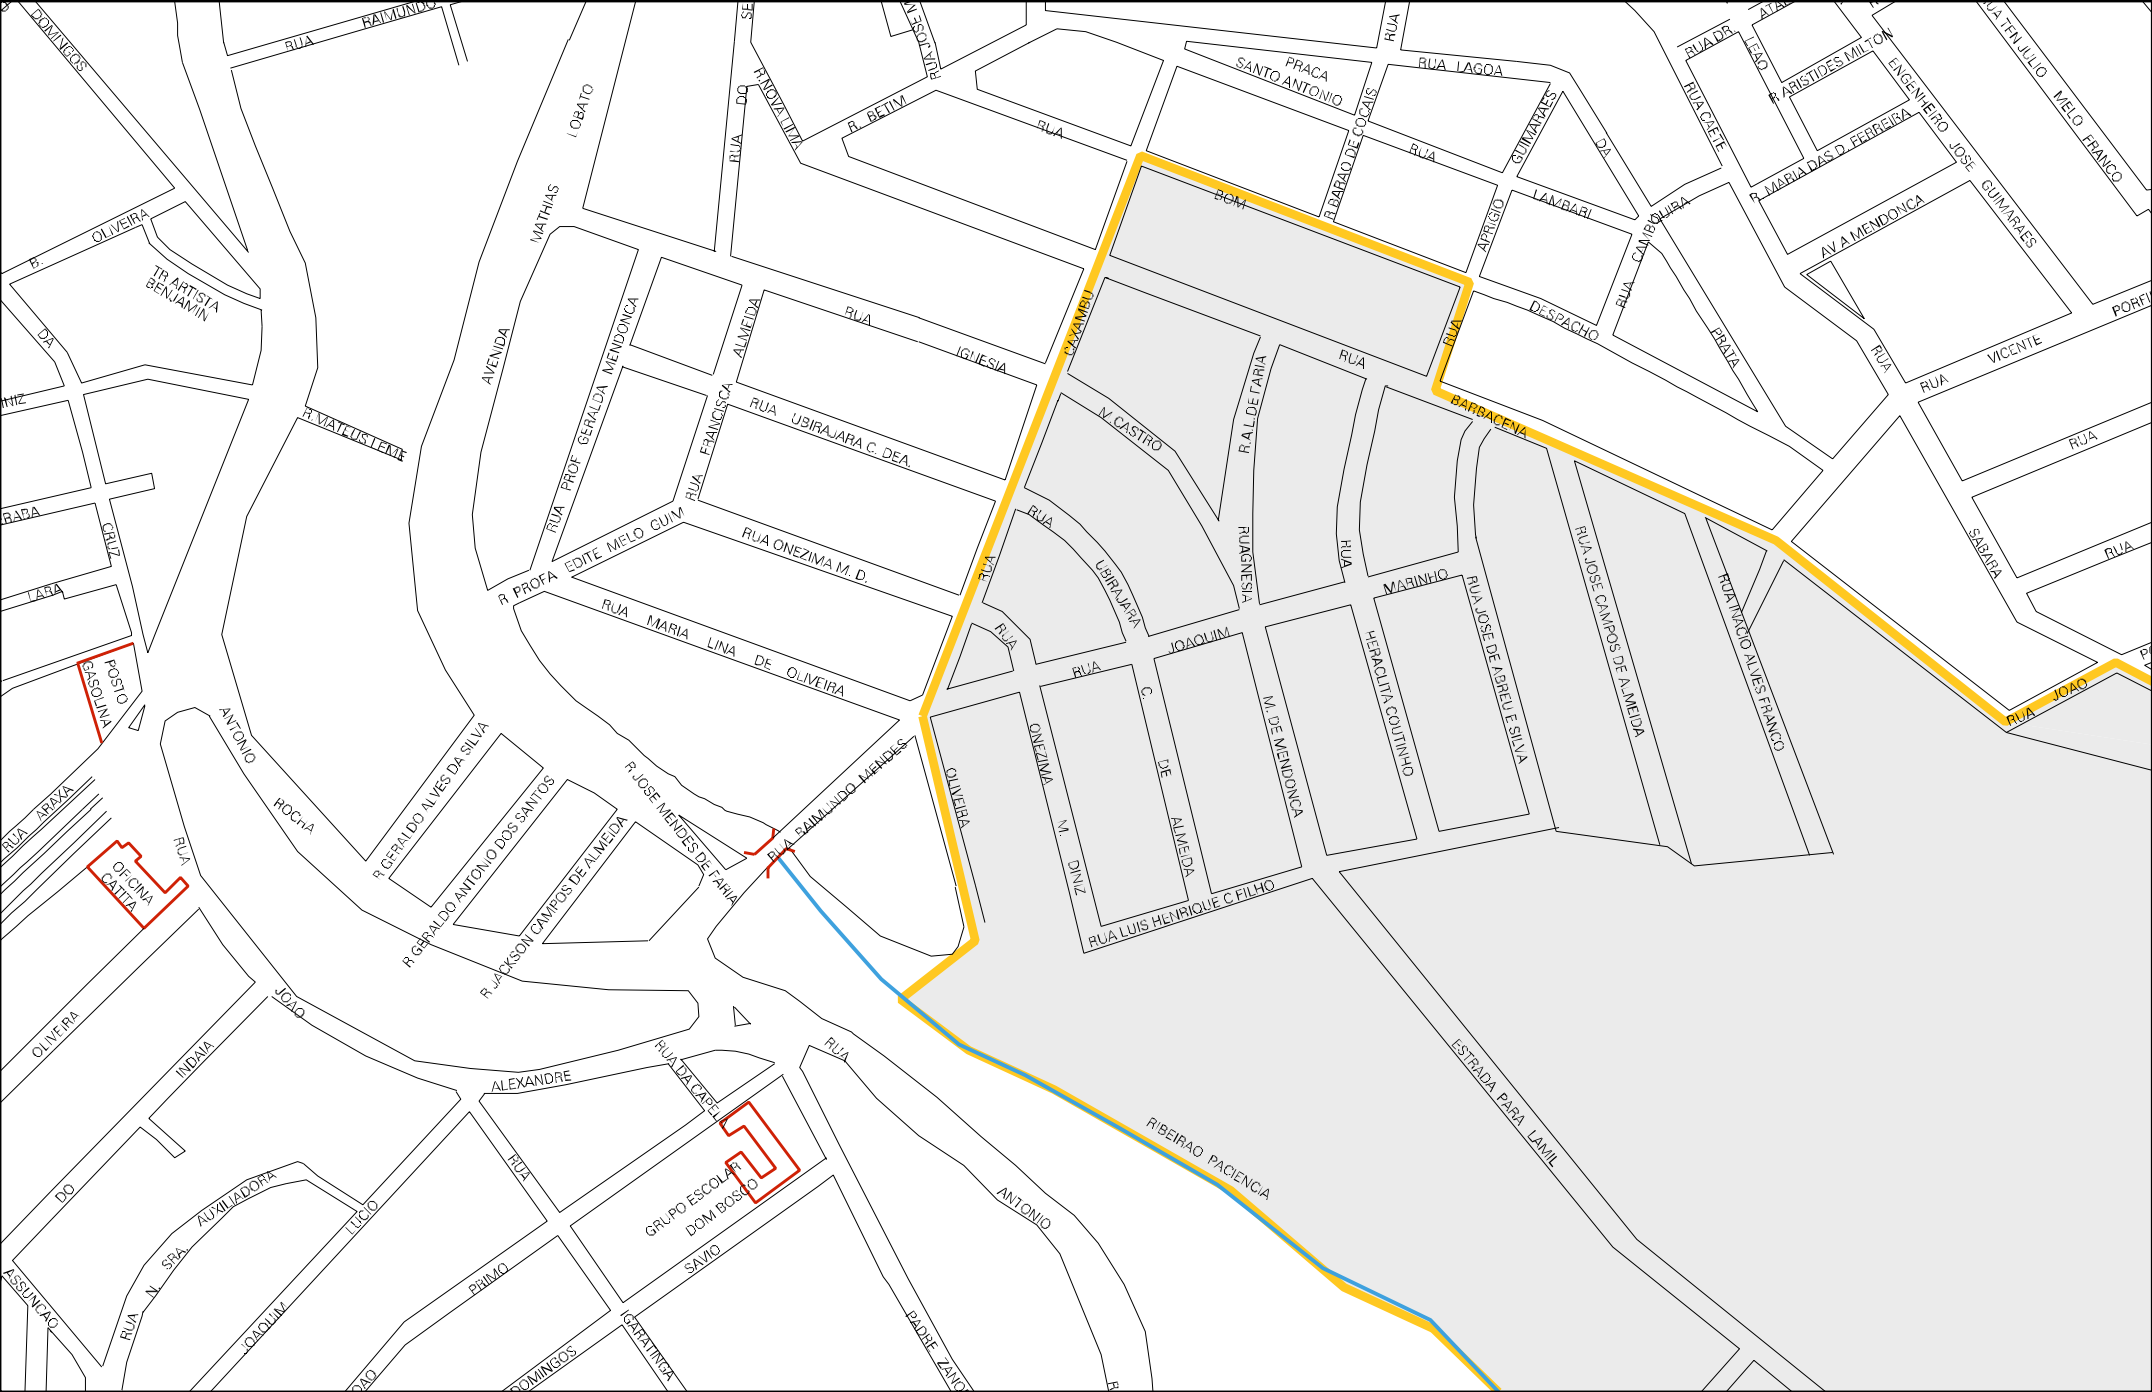 DOMINGOS
RUA RAIMUNDO
LOBATO
MATHIAS
AVENIDA
B. OLIVEIRA
TR ARTISTA
BENJAMIN
DA
CRUZ
R MATEUS LEME
LARA
POSTO
GASOLINA
RUA ARAXA
OFICINA
CATITA
RUA
ANTONIO
ROCHA
R GERALDO ALVES DA SILVA
R GERALDO ANTONIO DOS SANTOS
R JACKSON CAMPOS DE ALMEIDA
R JOSE MENDES DE FARIA
RUA RAIMUNDO MENDES
RUA DO
R. NOVA LIMA
R. BETIM
RUA
RUA PROF GERALDA MENDONCA
RUA FRANCISCA ALMEIDA
RUA IGUESIA
RUA UBIRAJARA C. DEA.
RUA ONEZIMA M. D.
R PROFA EDITE MELO GUIM
RUA MARIA LINA DE OLIVEIRA
RUA CAXAMBU
BOM
RUA
BARBACENA
PRACA
SANTO ANTONIO
RUA
RUA LAGOA
R BARAO DE COCAIS
GUIMARAES
APRIGIO
RUA LAMBARI
DA
PRATA
RUA CAMBUQUIRA
DESPACHO
RUA DR
LEAO
RUA CAETE
R ARISTIDES MILTON
R MARIA DAS D. FERREIRA
AV A MENDONCA
ENGENHEIRO JOSE GUIMARAES
RUA TEN JULIO MELO FRANCO
RUA VICENTE
RUA
SABARA
RUA
RUA
RUA JOAO
RUA
M. CASTRO
R.A.L. DE FARIA
RUAGNESIA
RUA UBIRAJARA
RUA
RUA JOAQUIM MARINHO
RUA
HERACLITA COUTINHO
RUA JOSE DE ABREU E SILVA
RUA JOSE CAMPOS DE ALMEIDA
RUA INACIO ALVES FRANCO
M. DE MENDONCA
C. DE ALMEIDA
ONEZIMA M. DINIZ
OLIVEIRA
RUA LUIS HENRIQUE C FILHO
ESTRADA PARA LAMIL
RIBEIRAO PACIENCIA
JOAO
ALEXANDRE
RUA DA CAPEL
RUA
ANTONIO
GRUPO ESCOLAR
DOM BOSCO
SAVIO
DOMINGOS
PADRE
RUA
IGARATINGA
PRIMO
JOAQUIM LUCIO
RUA N. SRA. AUXILIADORA
DO INDAIA
OLIVEIRA
ASSUNCAO